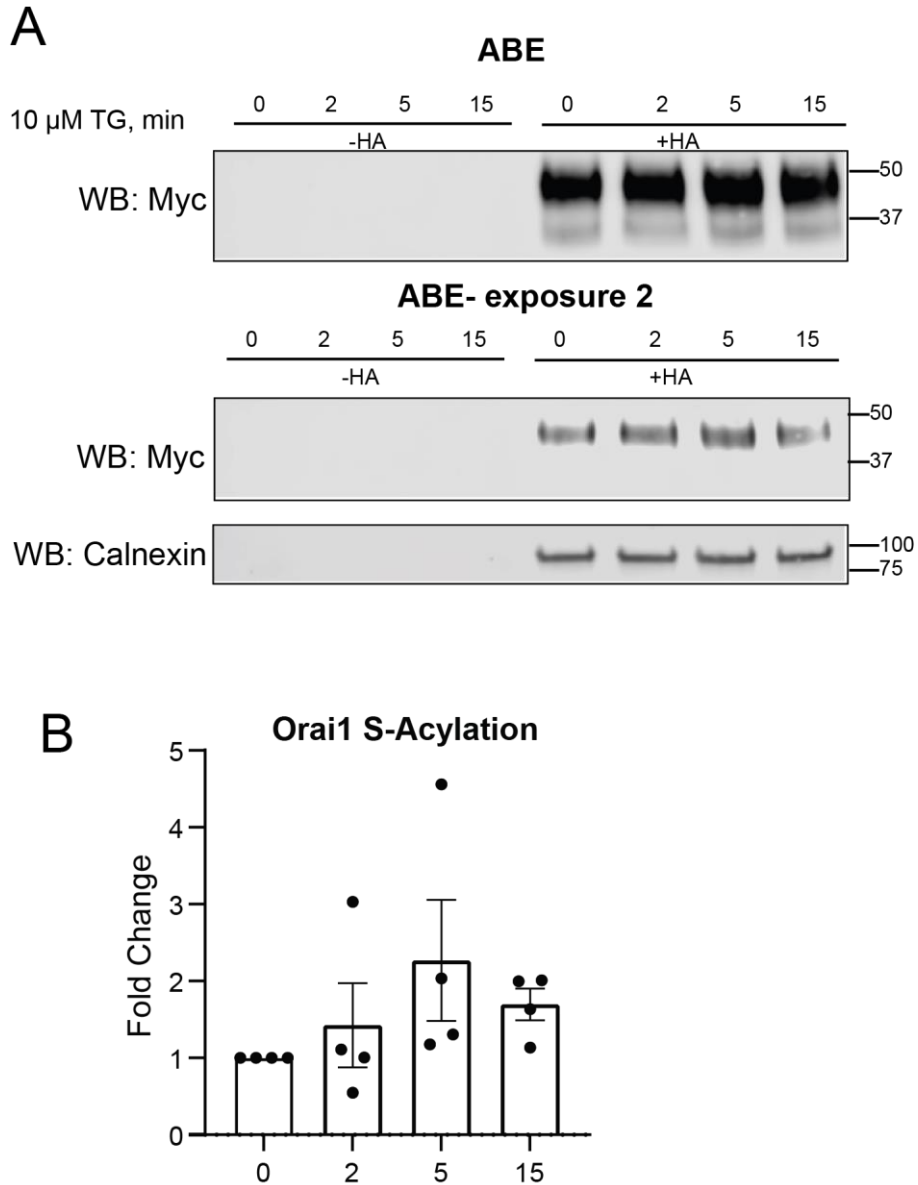 A
ABE
10 µM TG, min
0 2 5 15 0 2 5 15
-HA +HA
WB: Myc
50
37
ABE- exposure 2
0 2 5 15 0 2 5 15
-HA +HA
WB: Myc
50
37
WB: Calnexin
100
75
B
Orai1 S-Acylation
Fold Change
5
4
3
2
1
0
0 2 5 15